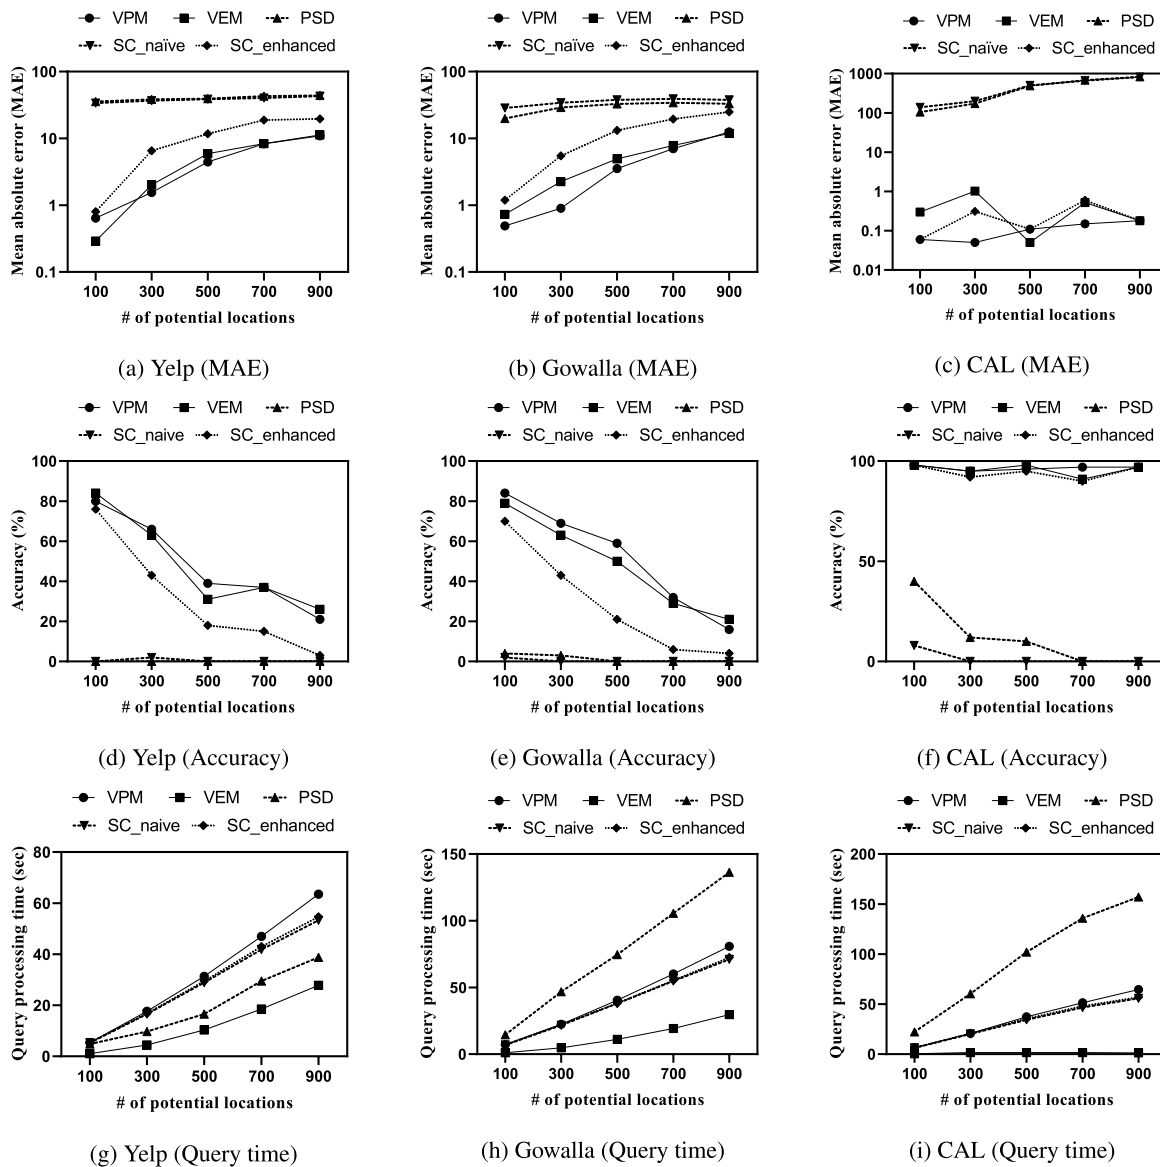 VPM VEM PSD
SC_naïve SC_enhanced
Mean absolute error (MAE)
100
10
1
0.1
100 300 500 700 900
# of potential locations
(a) Yelp (MAE)
VPM VEM PSD
SC_naïve SC_enhanced
Mean absolute error (MAE)
100
10
1
0.1
100 300 500 700 900
# of potential locations
(b) Gowalla (MAE)
VPM VEM PSD
SC_naïve SC_enhanced
Mean absolute error (MAE)
1000
100
10
1
0.1
0.01
100 300 500 700 900
# of potential locations
(c) CAL (MAE)
VPM VEM PSD
SC_naive SC_enhanced
Accuracy (%)
100
80
60
40
20
0
100 300 500 700 900
# of potential locations
(d) Yelp (Accuracy)
VPM VEM PSD
SC_naive SC_enhanced
Accuracy (%)
100
80
60
40
20
0
100 300 500 700 900
# of potential locations
(e) Gowalla (Accuracy)
VPM VEM PSD
SC_naive SC_enhanced
Accuracy (%)
100
50
0
100 300 500 700 900
# of potential locations
(f) CAL (Accuracy)
VPM VEM PSD
SC_naive SC_enhanced
Query processing time (sec)
80
60
40
20
0
100 300 500 700 900
# of potential locations
(g) Yelp (Query time)
VPM VEM PSD
SC_naive SC_enhanced
Query processing time (sec)
150
100
50
0
100 300 500 700 900
# of potential locations
(h) Gowalla (Query time)
VPM VEM PSD
SC_naive SC_enhanced
Query processing time (sec)
200
150
100
50
0
100 300 500 700 900
# of potential locations
(i) CAL (Query time)